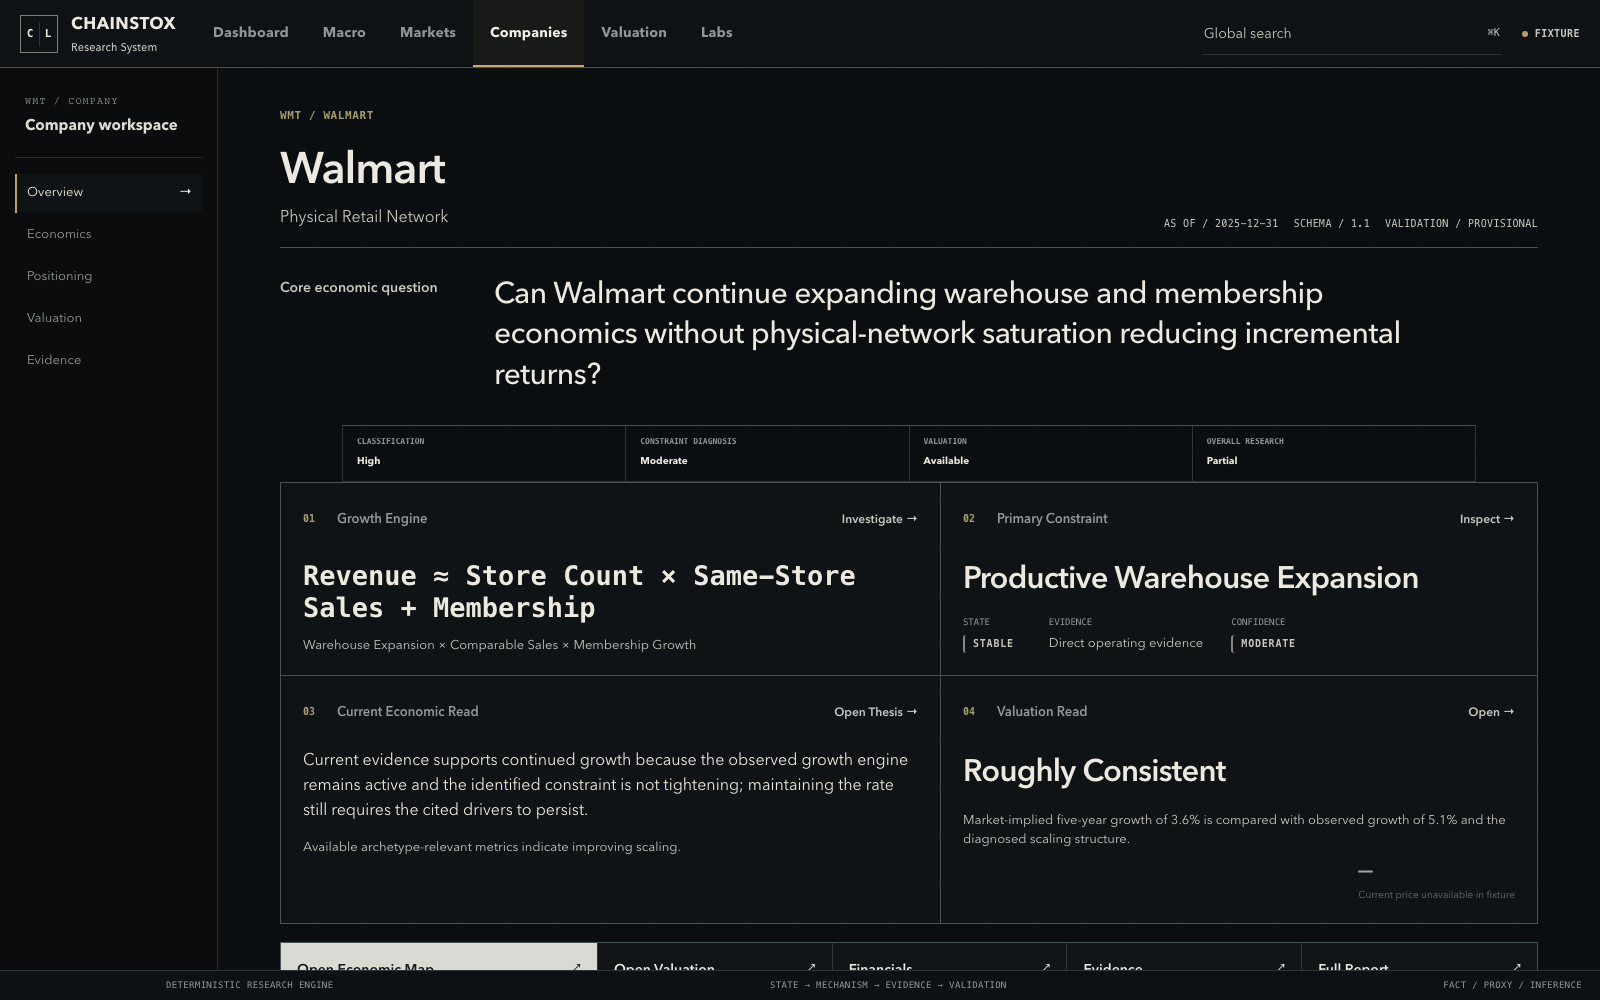 C L
CHAINSTOX
Research System
Dashboard
Macro
Markets
Companies
Valuation
Labs
Global search
⌘K
FIXTURE
WMT / COMPANY
Company workspace
Overview →
Economics
Positioning
Valuation
Evidence
WMT / WALMART
Walmart
Physical Retail Network
AS OF / 2025-12-31 SCHEMA / 1.1 VALIDATION / PROVISIONAL
Core economic question
Can Walmart continue expanding warehouse and membership
economics without physical-network saturation reducing incremental
returns?
CLASSIFICATION
High
CONSTRAINT DIAGNOSIS
Moderate
VALUATION
Available
OVERALL RESEARCH
Partial
01 Growth Engine
Investigate →
Revenue ≈ Store Count × Same-Store
Sales + Membership
Warehouse Expansion × Comparable Sales × Membership Growth
02 Primary Constraint
Inspect →
Productive Warehouse Expansion
STATE
STABLE
EVIDENCE
Direct operating evidence
CONFIDENCE
MODERATE
03 Current Economic Read
Open Thesis →
Current evidence supports continued growth because the observed growth engine
remains active and the identified constraint is not tightening; maintaining the rate
still requires the cited drivers to persist.
Available archetype-relevant metrics indicate improving scaling.
04 Valuation Read
Open →
Roughly Consistent
Market-implied five-year growth of 3.6% is compared with observed growth of 5.1% and the
diagnosed scaling structure.
—
Current price unavailable in fixture
Open Economic Map ↗
Open Valuation ↗
Financials ↗
Evidence ↗
Full Report ↗
DETERMINISTIC RESEARCH ENGINE
STATE → MECHANISM → EVIDENCE → VALIDATION
FACT / PROXY / INFERENCE